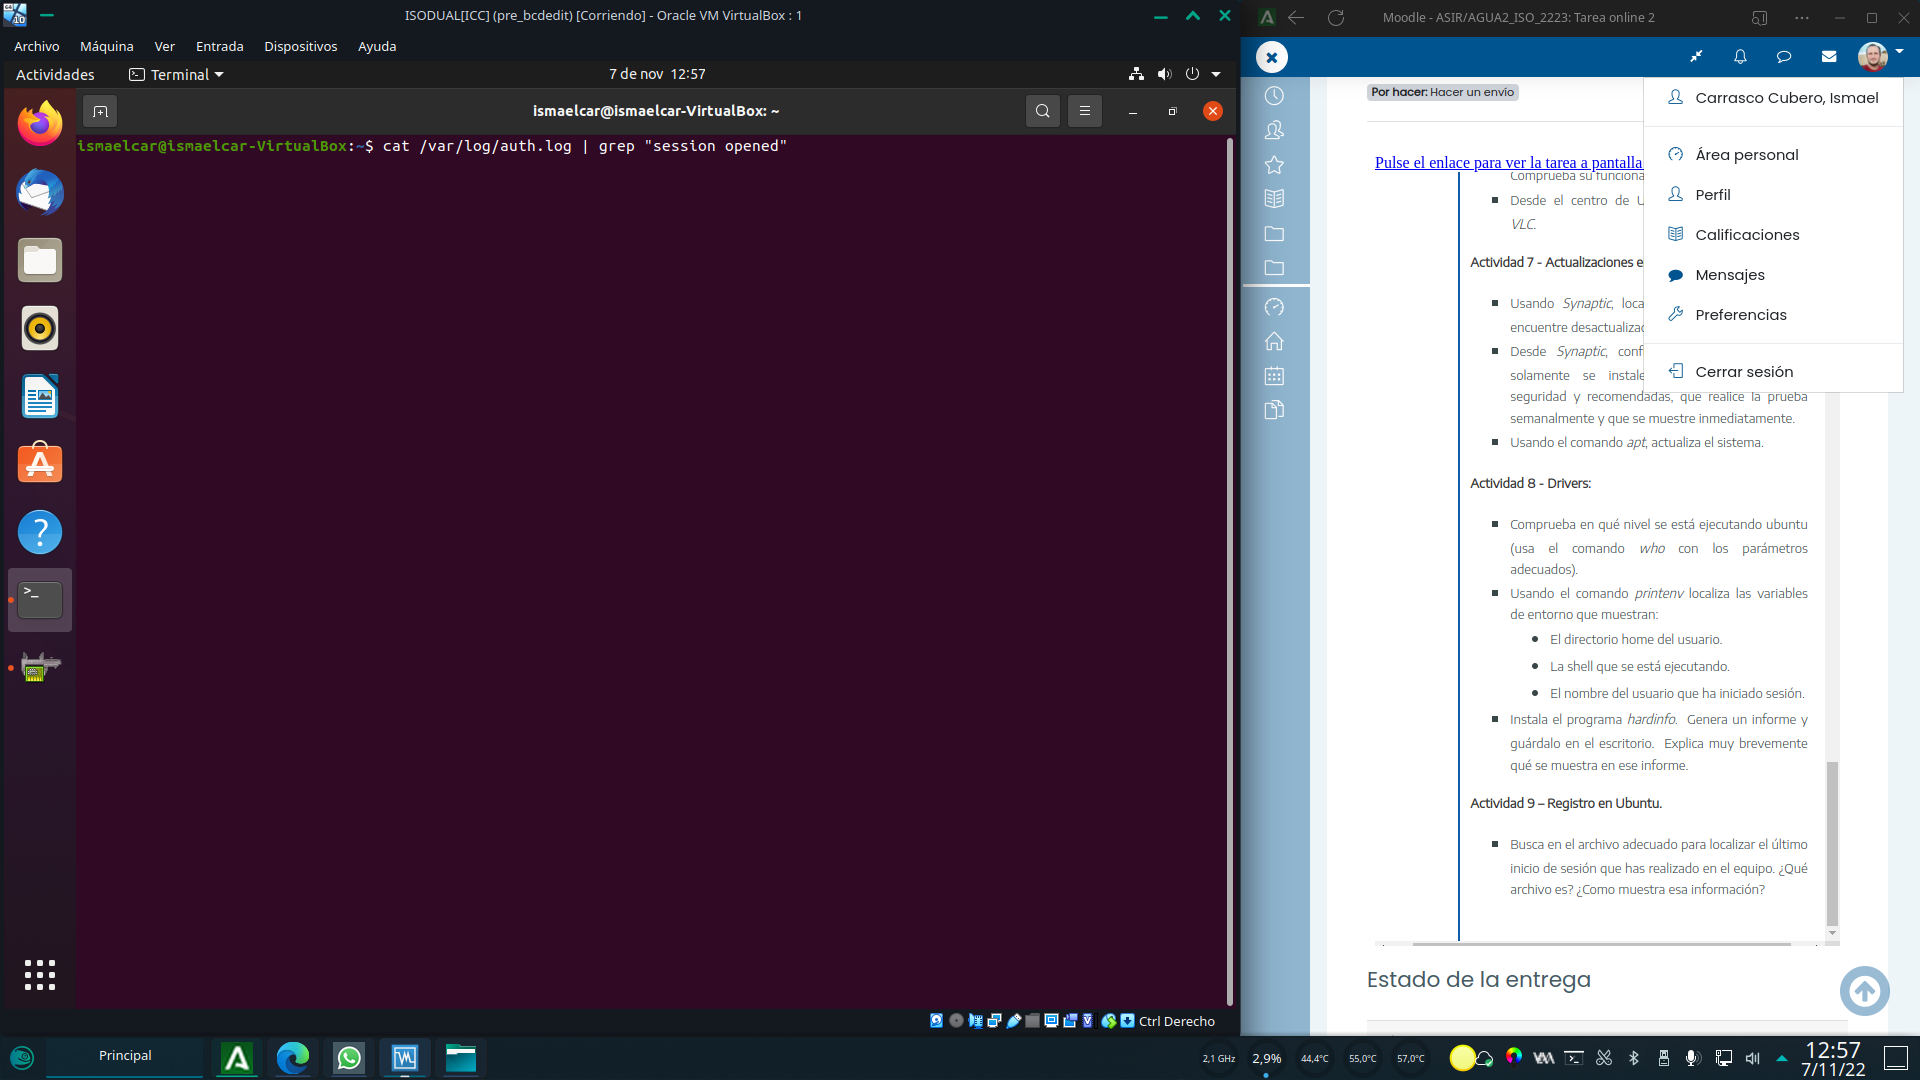 ISODUAL[ICC] (pre_bcdedit) [Corriendo] - Oracle VM VirtualBox : 1
Archivo Máquina Ver Entrada Dispositivos Ayuda
Actividades Terminal 7 de nov 12:57
ismaelcar@ismaelcar-VirtualBox: ~
ismaelcar@ismaelcar-VirtualBox:~$ cat /var/log/auth.log | grep "session opened"
Ctrl Derecho
Moodle - ASIR/AGUA2_ISO_2223: Tarea online 2
Por hacer: Hacer un envío
Pulse el enlace para ver la tarea a pantalla
Comprueba su funciona
Desde el centro de U
VLC.
Actividad 7 - Actualizaciones e
Usando Synaptic, loca
encuentre desactualizad
Desde Synaptic, conf
solamente se instale
seguridad y recomendadas, que realice la prueba
semanalmente y que se muestre inmediatamente.
Usando el comando apt, actualiza el sistema.
Actividad 8 - Drivers:
Comprueba en qué nivel se está ejecutando ubuntu
(usa el comando who con los parámetros
adecuados).
Usando el comando printenv localiza las variables
de entorno que muestran:
El directorio home del usuario.
La shell que se está ejecutando.
El nombre del usuario que ha iniciado sesión.
Instala el programa hardinfo. Genera un informe y
guárdalo en el escritorio. Explica muy brevemente
qué se muestra en ese informe.
Actividad 9 – Registro en Ubuntu.
Busca en el archivo adecuado para localizar el último
inicio de sesión que has realizado en el equipo. ¿Qué
archivo es? ¿Como muestra esa información?
Estado de la entrega
Carrasco Cubero, Ismael
Área personal
Perfil
Calificaciones
Mensajes
Preferencias
Cerrar sesión
Principal
2,1 GHz 2,9% 44,4°C 55,0°C 57,0°C
12:57
7/11/22